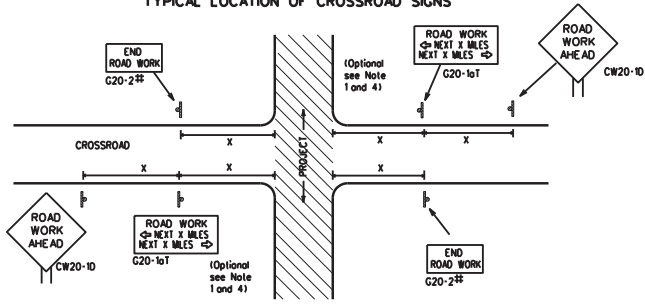 TYPICAL LOCATION OF CROSSROAD SIGNS
END
ROAD WORK
G20-2#
(Optional
see Note
1 and 4)
ROAD WORK
⇦ NEXT X MILES
NEXT X MILES ⇨
G20-1aT
ROAD
WORK
AHEAD
CW20-1D
X
X
X
CROSSROAD
PROJECT
X
X
X
ROAD
WORK
AHEAD
CW20-1D
ROAD WORK
⇦ NEXT X MILES
NEXT X MILES ⇨
G20-1aT
(Optional
see Note
1 and 4)
END
ROAD WORK
G20-2#